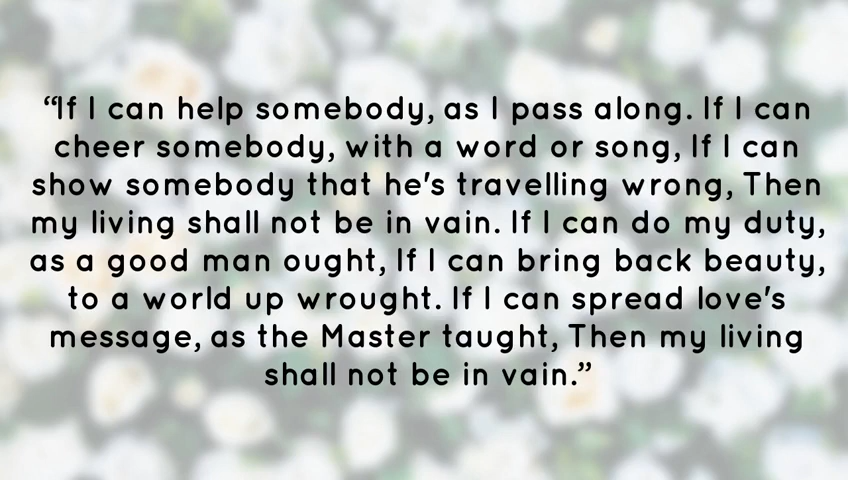 “If I can help somebody, as I pass along. If I can
cheer somebody, with a word or song, If I can
show somebody that he's travelling wrong, Then
my living shall not be in vain. If I can do my duty,
as a good man ought, If I can bring back beauty,
to a world up wrought. If I can spread love's
message, as the Master taught, Then my living
shall not be in vain.”